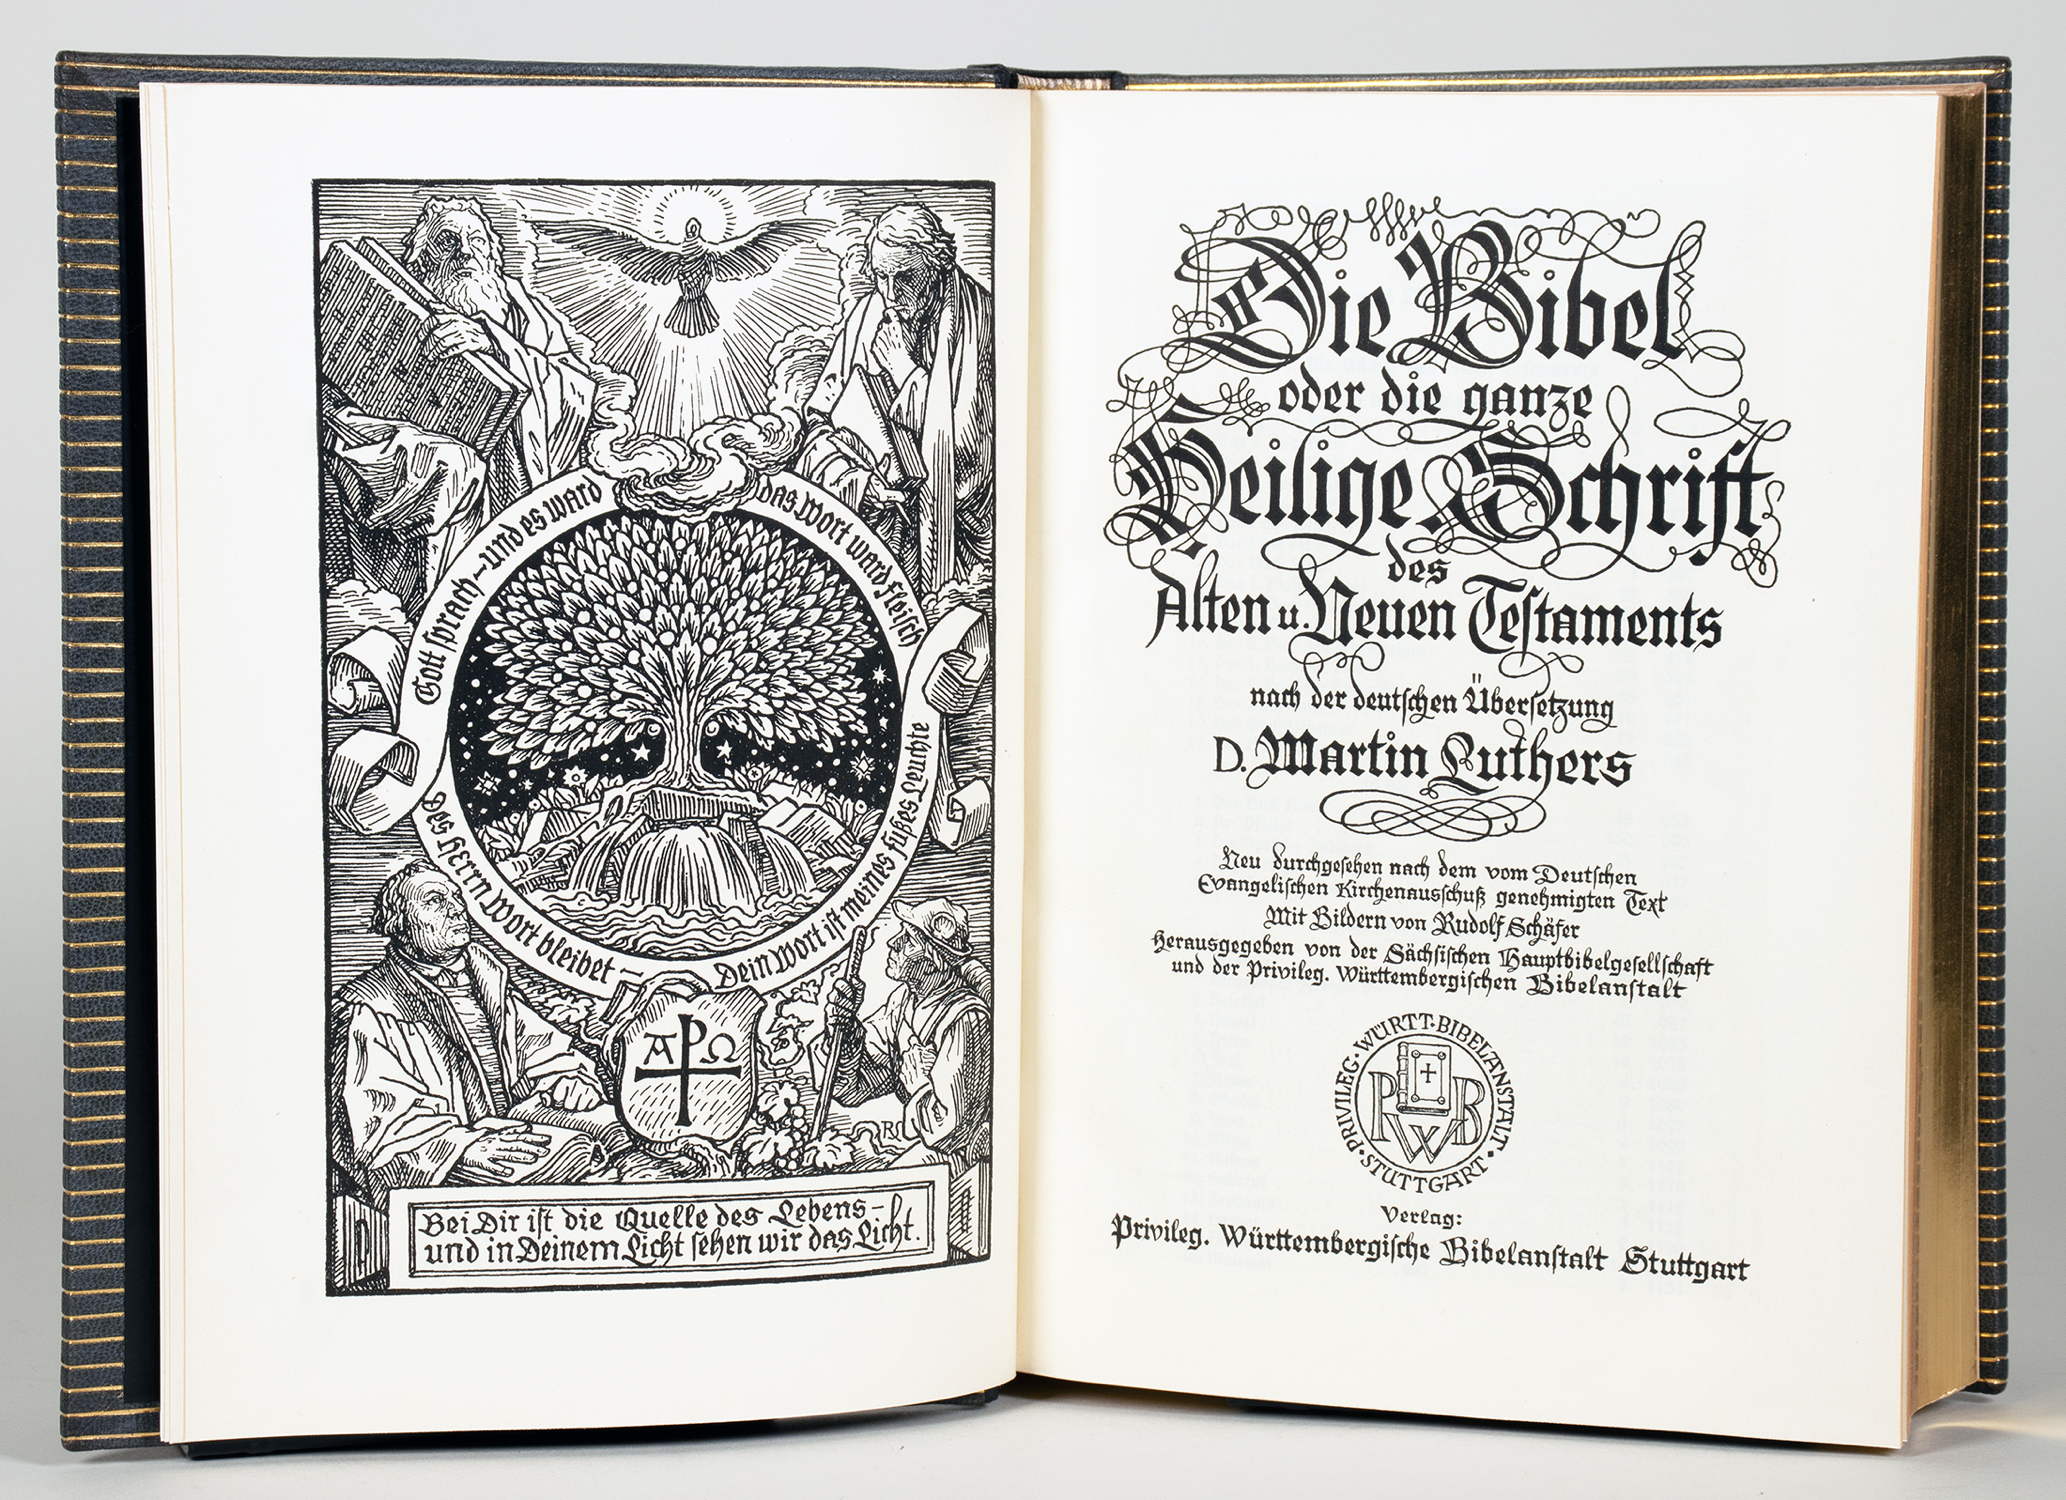 Gott sprach – und es ward
das Wort ward Fleisch
Des HErrn Wort bleibet –
Dein Wort ist meines Fußes Leuchte
Α Ρ Ω
RS
Bei Dir ist die Quelle des Lebens –
und in Deinem Licht sehen wir das Licht.
Die Bibel
oder die ganze
Heilige Schrift
des
Alten u. Neuen Testaments
nach der deutschen Übersetzung
D. Martin Luthers
Neu durchgesehen nach dem vom Deutschen
Evangelischen Kirchenausschuß genehmigten Text
Mit Bildern von Rudolf Schäfer
Herausgegeben von der Sächsischen Hauptbibelgesellschaft
und der Privileg. Württembergischen Bibelanstalt
PRIVILEG. WÜRTT. BIBELANSTALT.
STUTTGART
PWB
Verlag:
Privileg. Württembergische Bibelanstalt Stuttgart